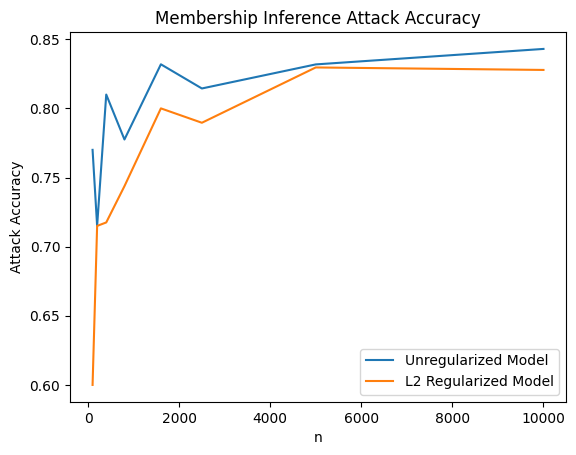 Membership Inference Attack Accuracy
Attack Accuracy
0.85
0.80
0.75
0.70
0.65
0.60
0
2000
4000
6000
8000
10000
n
Unregularized Model
L2 Regularized Model